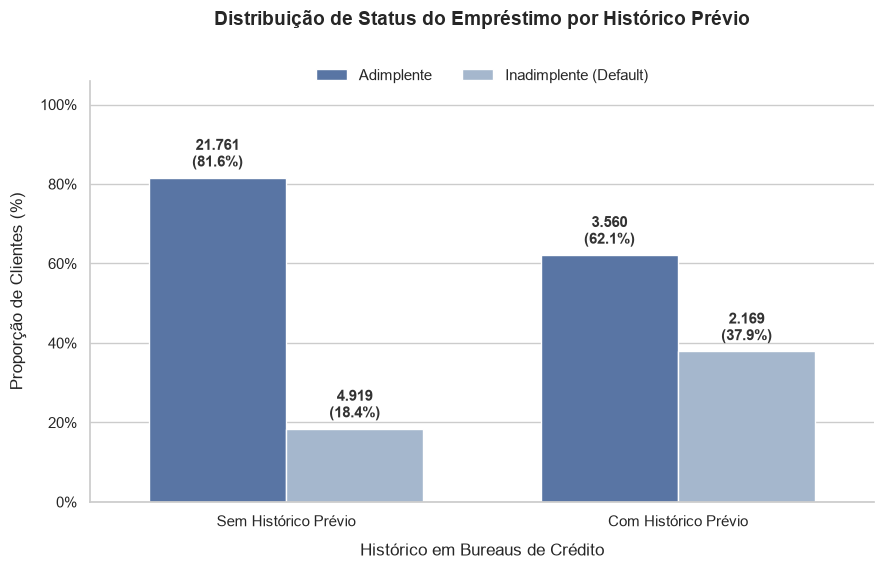 Distribuição de Status do Empréstimo por Histórico Prévio
Adimplente
Inadimplente (Default)
Proporção de Clientes (%)
100%
80%
60%
40%
20%
0%
21.761
(81.6%)
4.919
(18.4%)
3.560
(62.1%)
2.169
(37.9%)
Sem Histórico Prévio
Com Histórico Prévio
Histórico em Bureaus de Crédito